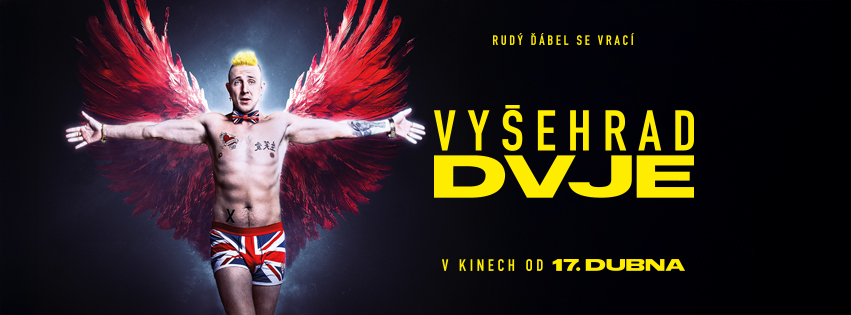 RUDÝ ĎÁBEL SE VRACÍ
VYŠEHRAD
DVJE
V KINECH OD 17. DUBNA